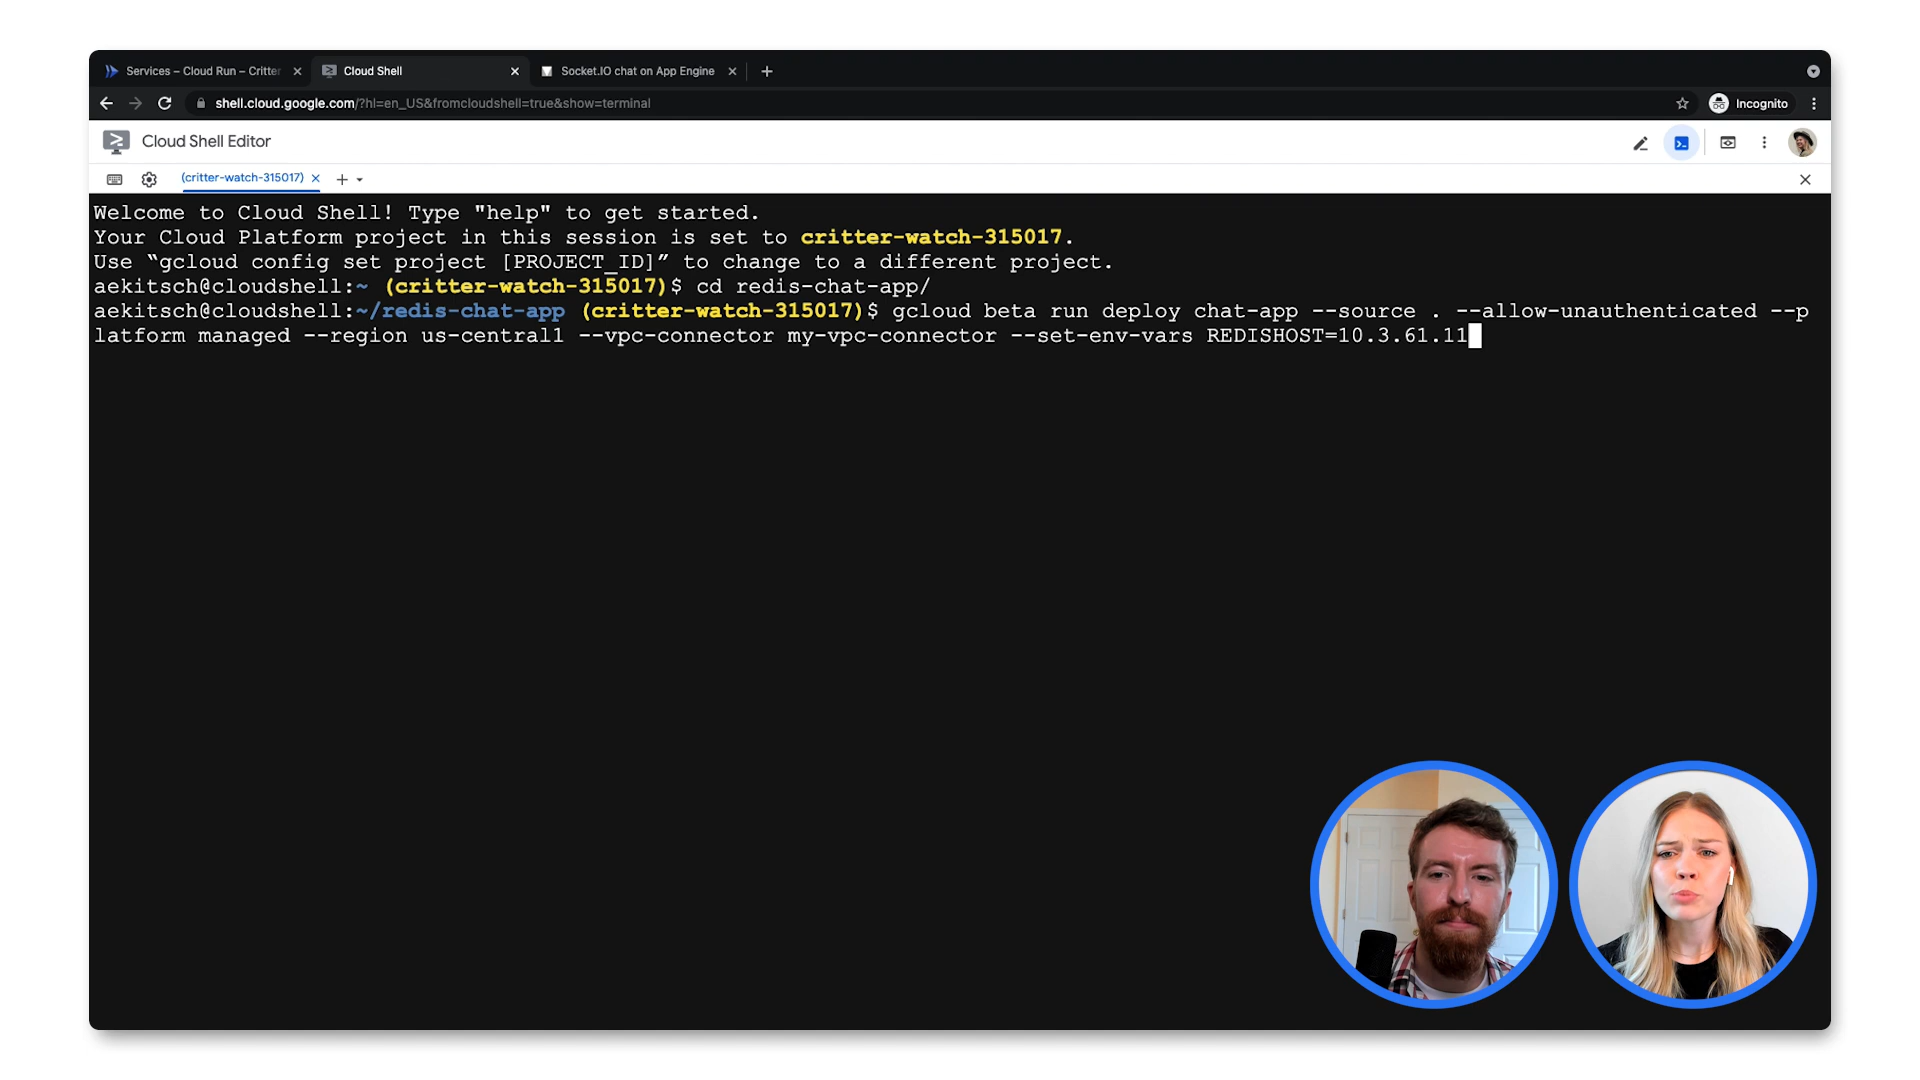 Services – Cloud Run – Critter
Cloud Shell
Socket.IO chat on App Engine
shell.cloud.google.com/?hl=en_US&fromcloudshell=true&show=terminal
Incognito
Cloud Shell Editor
(critter-watch-315017)
Welcome to Cloud Shell! Type "help" to get started.
Your Cloud Platform project in this session is set to critter-watch-315017.
Use “gcloud config set project [PROJECT_ID]” to change to a different project.
aekitsch@cloudshell:~ (critter-watch-315017)$ cd redis-chat-app/
aekitsch@cloudshell:~/redis-chat-app (critter-watch-315017)$ gcloud beta run deploy chat-app --source . --allow-unauthenticated --p
latform managed --region us-central1 --vpc-connector my-vpc-connector --set-env-vars REDISHOST=10.3.61.11